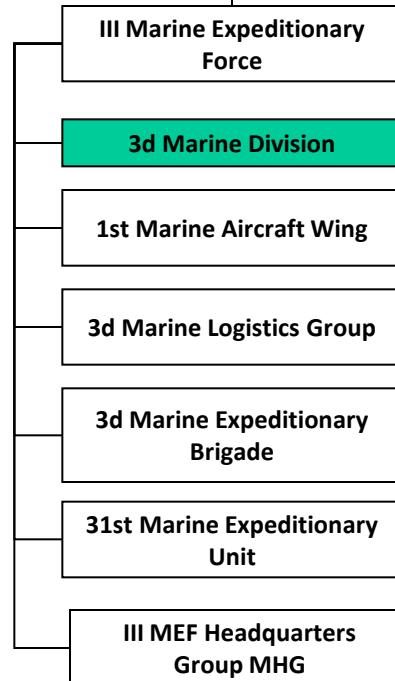 III Marine Expeditionary
Force
3d Marine Division
1st Marine Aircraft Wing
3d Marine Logistics Group
3d Marine Expeditionary
Brigade
31st Marine Expeditionary
Unit
III MEF Headquarters
Group MHG